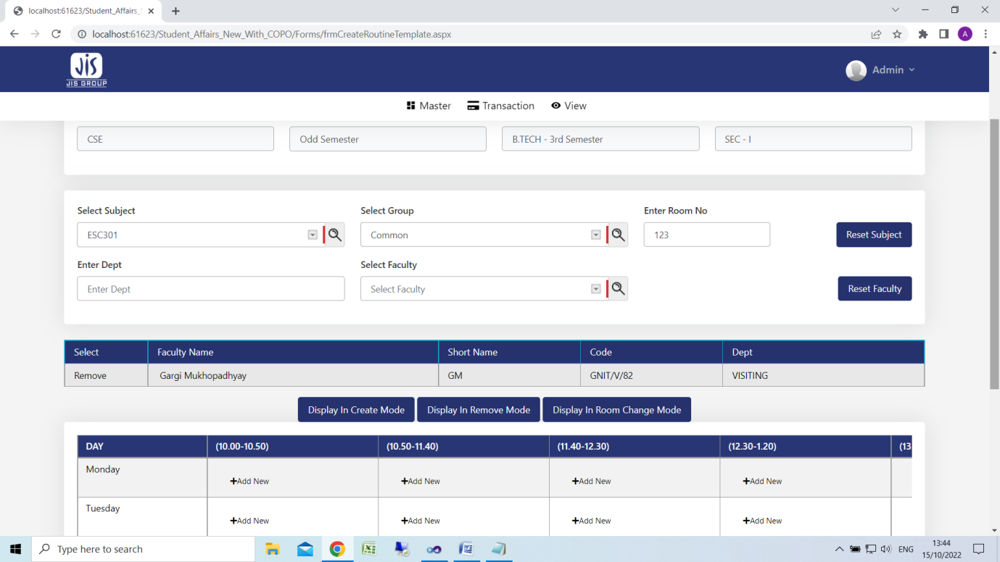 localhost:61623/Student_Affairs_
localhost:61623/Student_Affairs_New_With_COPO/Forms/frmCreateRoutineTemplate.aspx
A
JIS
JIS GROUP
Admin
Master Transaction View
CSE Odd Semester B.TECH - 3rd Semester SEC - I
Select Subject Select Group Enter Room No
ESC301 Common 123 Reset Subject
Enter Dept Select Faculty
Enter Dept Select Faculty Reset Faculty
Select Faculty Name Short Name Code Dept
Remove Gargi Mukhopadhyay GM GNIT/V/82 VISITING
Display In Create Mode Display In Remove Mode Display In Room Change Mode
DAY (10.00-10.50) (10.50-11.40) (11.40-12.30) (12.30-1.20) (13
Monday
+Add New +Add New +Add New +Add New
Tuesday
+Add New +Add New +Add New +Add New
Type here to search
ENG
13:44
15/10/2022